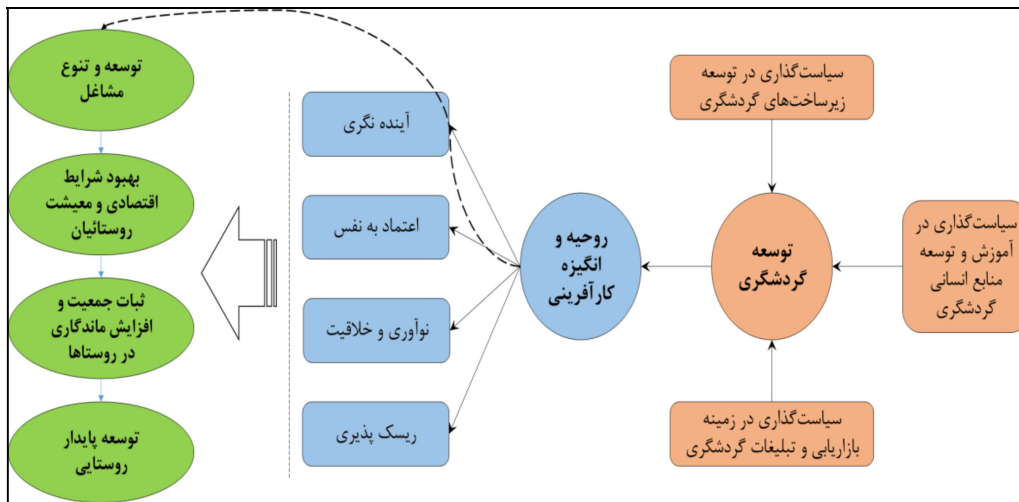 سیاست‌گذاری در توسعه
زیرساخت‌های گردشگری
سیاست‌گذاری در
آموزش و توسعه
منابع انسانی
گردشگری
سیاست‌گذاری در زمینه
بازاریابی و تبلیغات گردشگری
توسعه
گردشگری
روحیه و
انگیزه
کارآفرینی
آینده نگری
اعتماد به نفس
نوآوری و خلاقیت
ریسک پذیری
توسعه و تنوع
مشاغل
بهبود شرایط
اقتصادی و معیشت
روستائیان
ثبات جمعیت و
افزایش ماندگاری
در روستاها
توسعه پایدار
روستایی